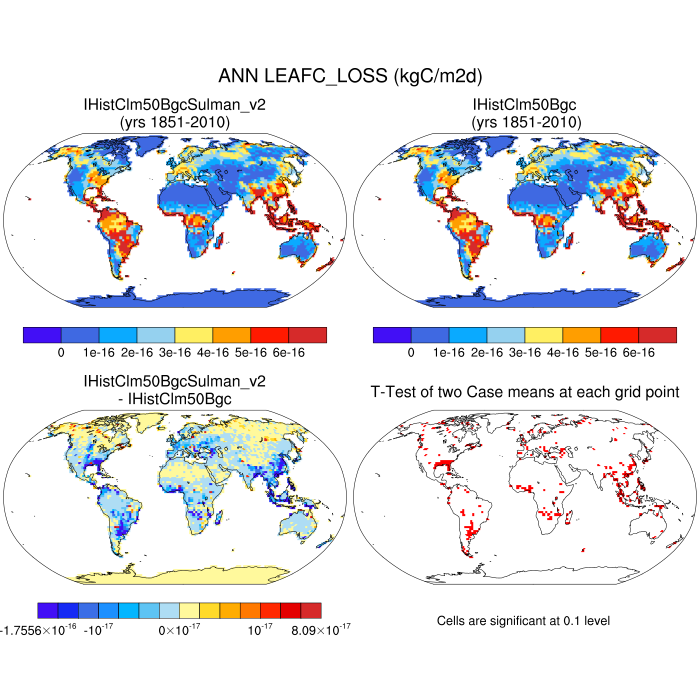 ANN LEAFC_LOSS (kgC/m2d)
IHistClm50BgcSulman_v2
(yrs 1851-2010)
IHistClm50Bgc
(yrs 1851-2010)
0 1e-16 2e-16 3e-16 4e-16 5e-16 6e-16
0 1e-16 2e-16 3e-16 4e-16 5e-16 6e-16
IHistClm50BgcSulman_v2
- IHistClm50Bgc
T-Test of two Case means at each grid point
-1.7556×10⁻¹⁶ -10⁻¹⁷ 0×10⁻¹⁷ 10⁻¹⁷ 8.09×10⁻¹⁷
Cells are significant at 0.1 level